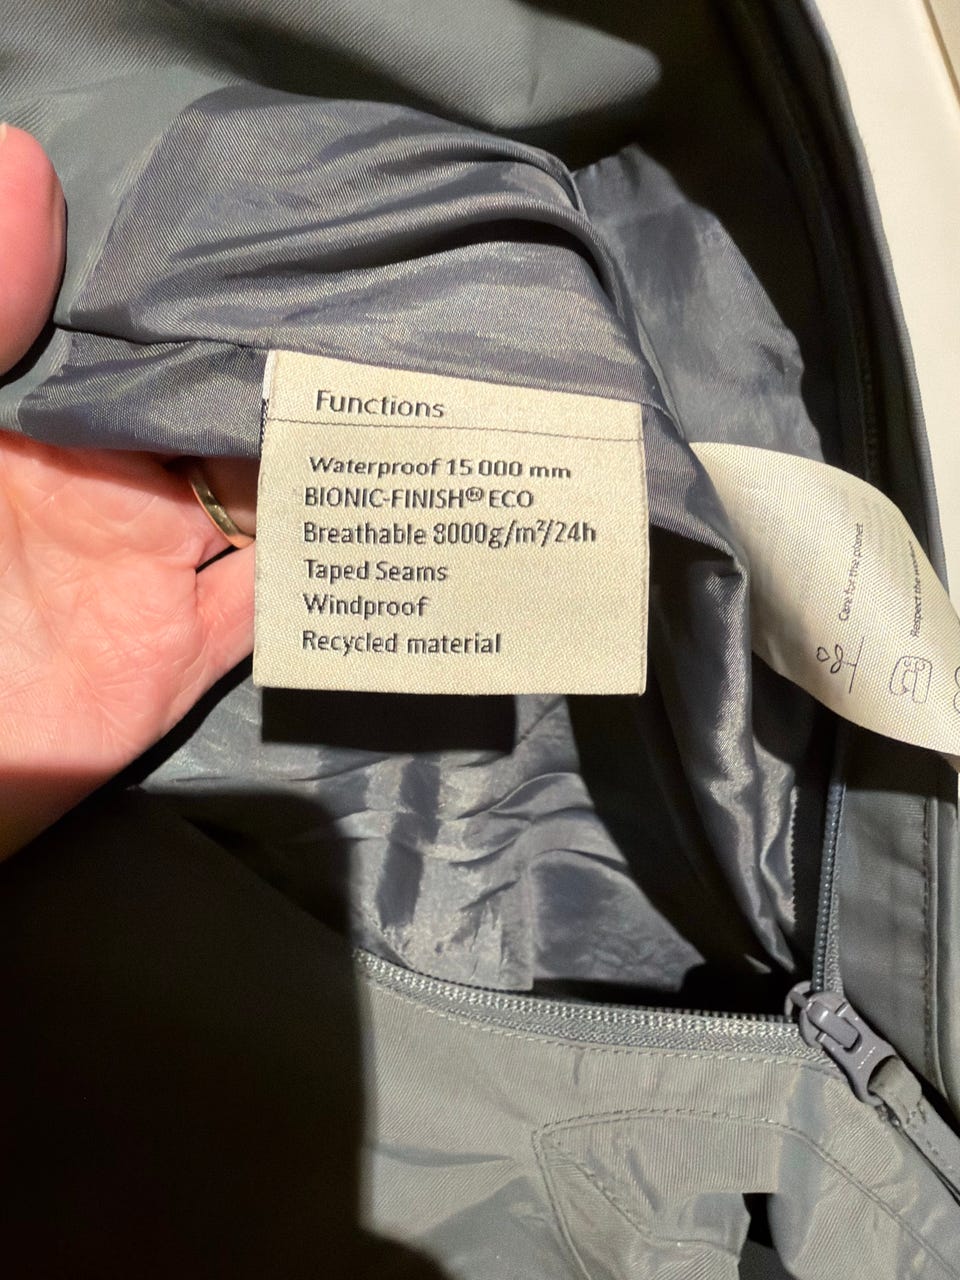 Functions
Waterproof 15 000 mm
BIONIC-FINISH® ECO
Breathable 8000g/m²/24h
Taped Seams
Windproof
Recycled material
Care for the planet
Respect the